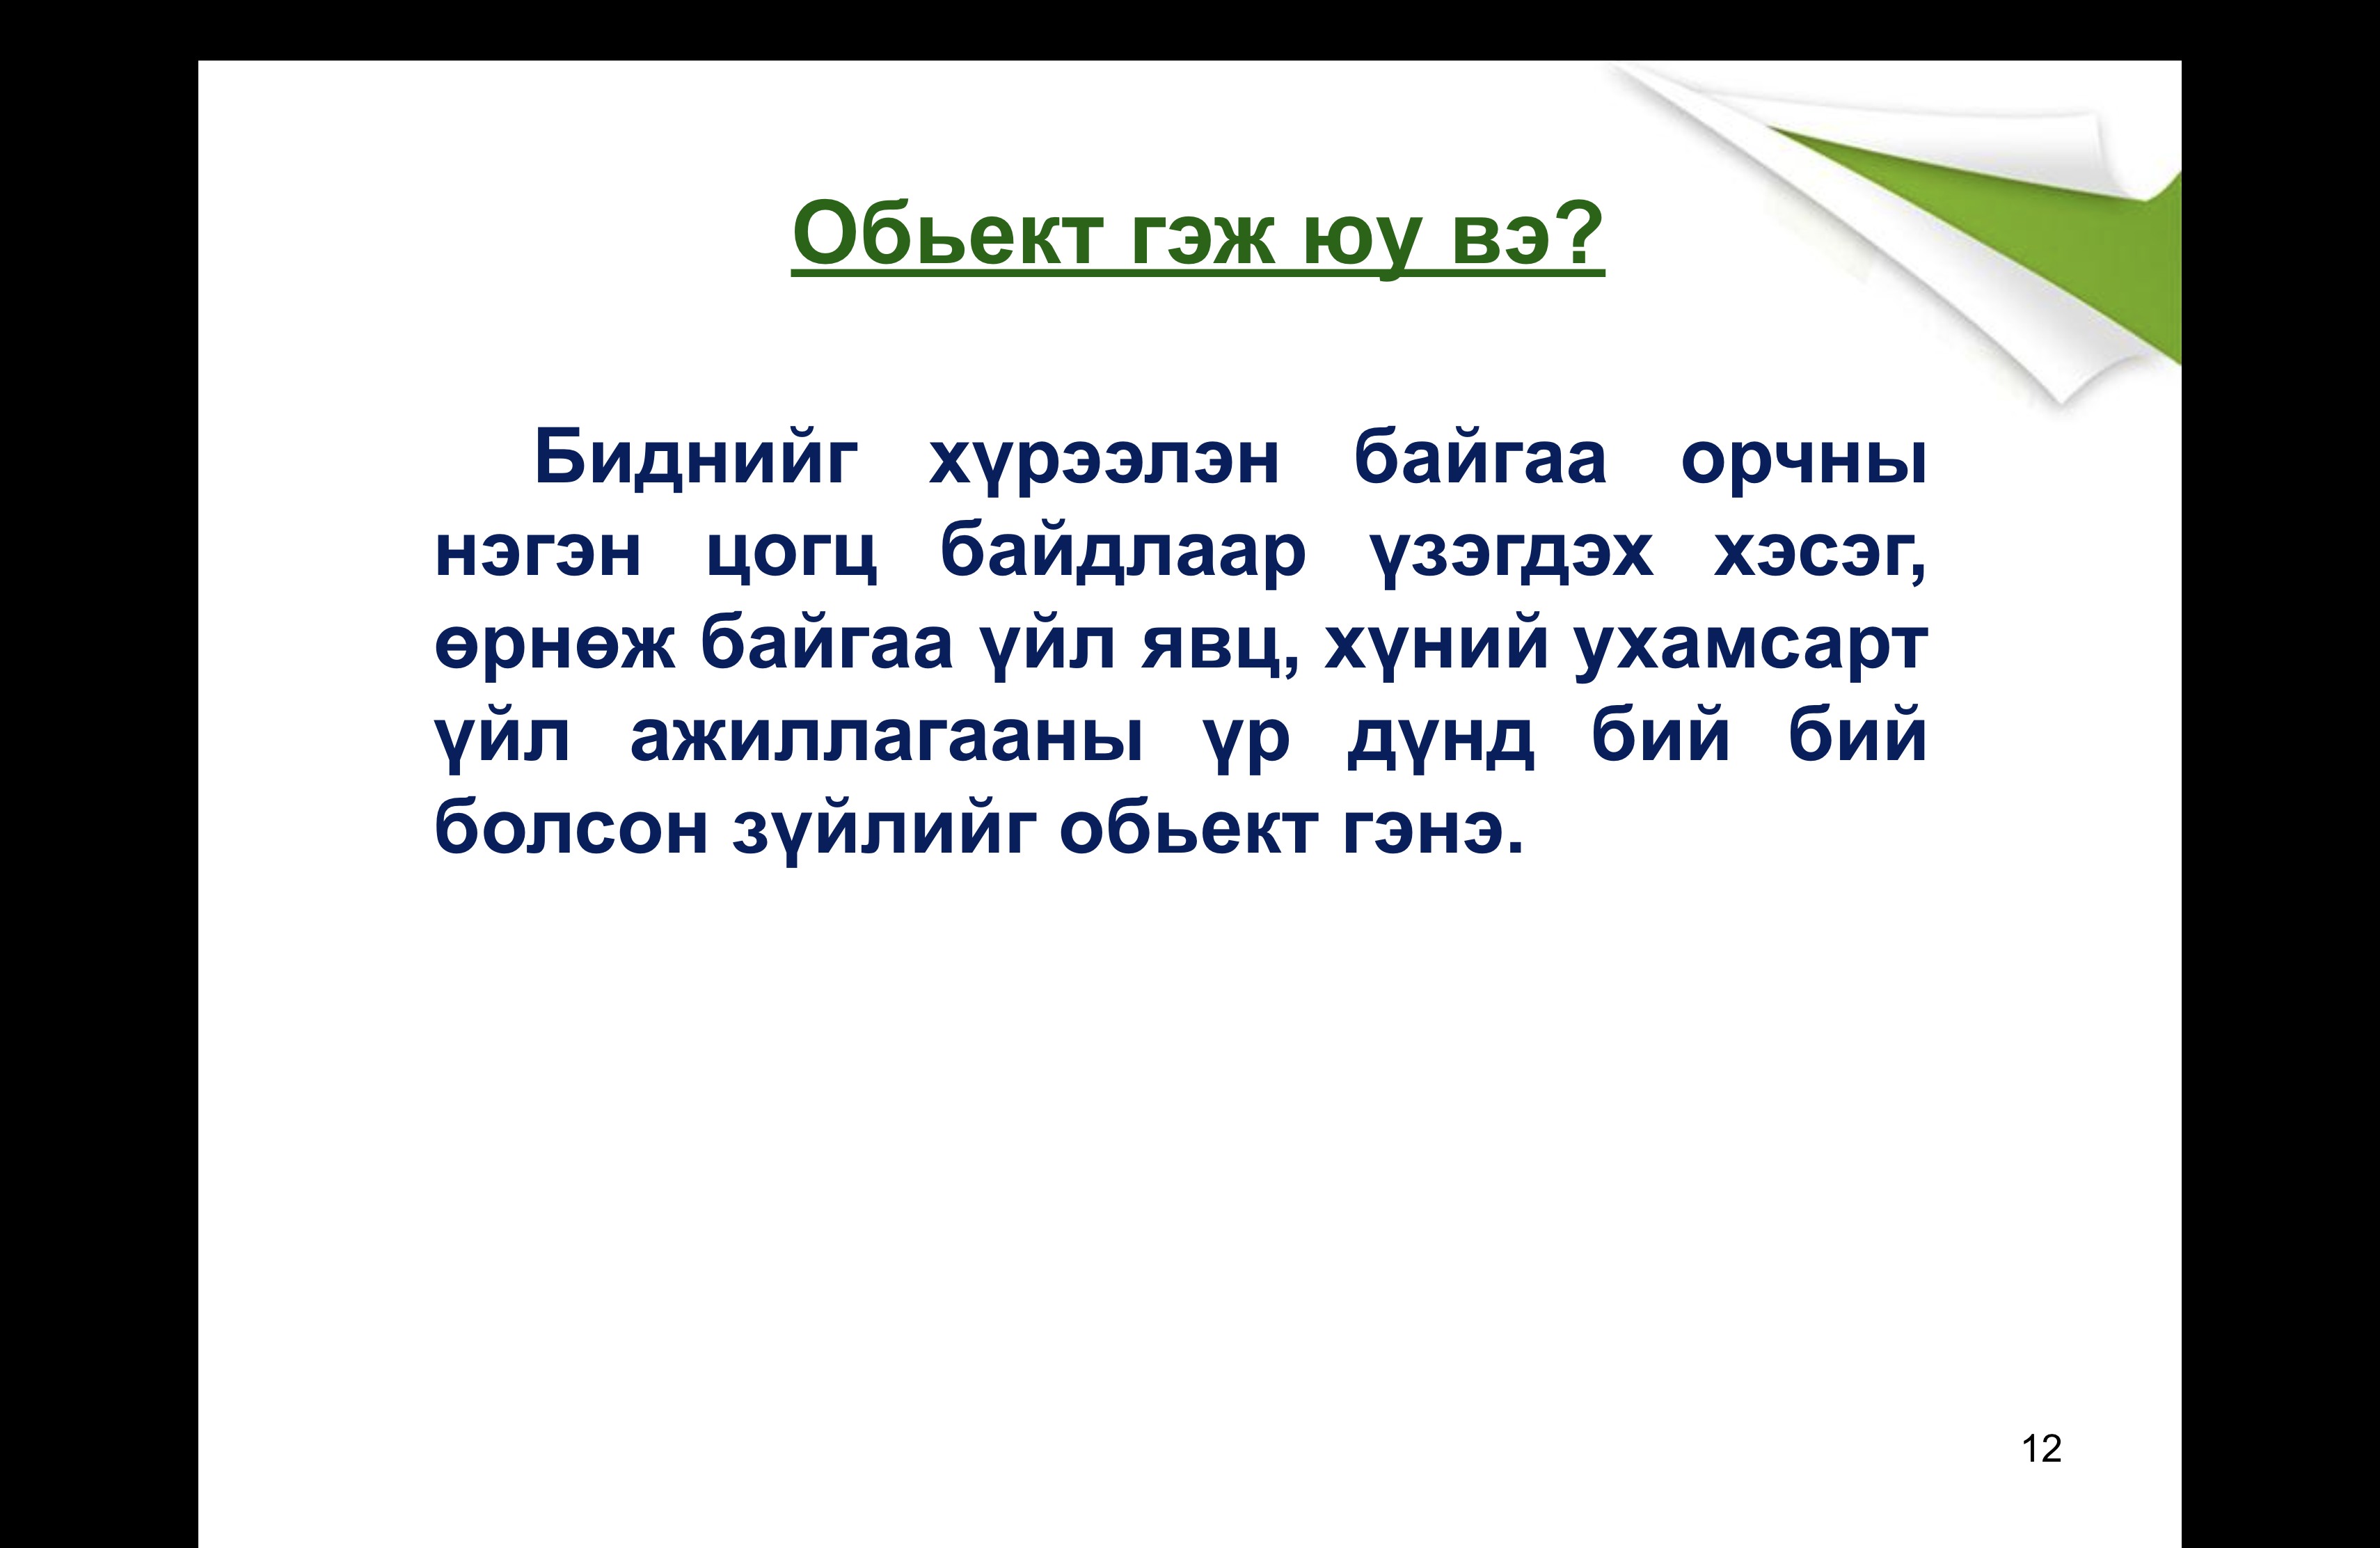 Обьект гэж юу вэ?
Биднийг хүрээлэн байгаа орчны
нэгэн цогц байдлаар үзэгдэх хэсэг,
өрнөж байгаа үйл явц, хүний ухамсарт
үйл ажиллагааны үр дүнд бий бий
болсон зүйлийг обьект гэнэ.
12